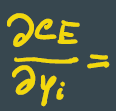 ∂CE/∂yᵢ =